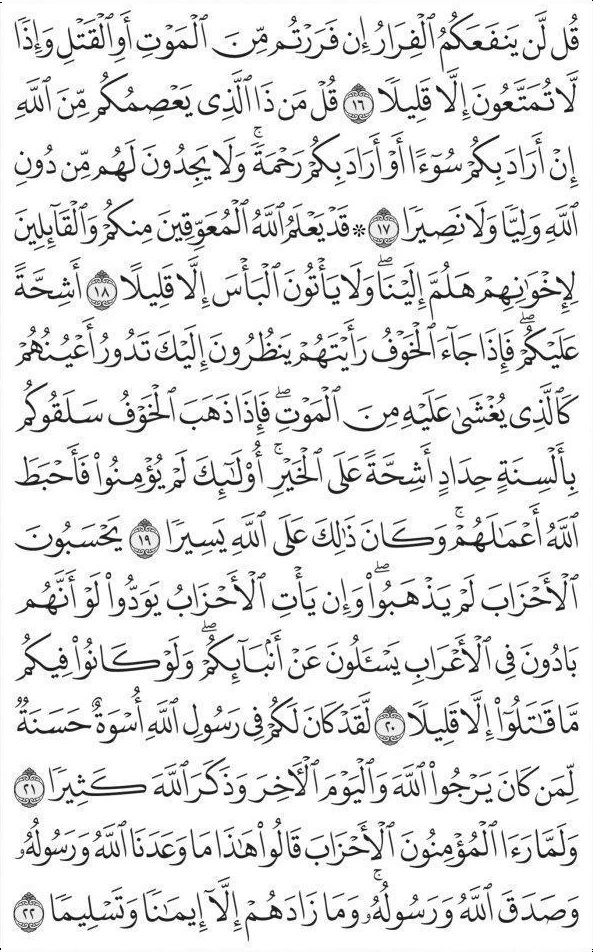 قُل لَّن يَنفَعَكُمُ ٱلْفِرَارُ إِن فَرَرْتُم مِّنَ ٱلْمَوْتِ أَوِ ٱلْقَتْلِ وَإِذًا
لَّا تُمَتَّعُونَ إِلَّا قَلِيلًا ١٦ قُلْ مَن ذَا ٱلَّذِى يَعْصِمُكُم مِّنَ ٱللَّهِ
إِنْ أَرَادَ بِكُمْ سُوٓءًا أَوْ أَرَادَ بِكُمْ رَحْمَةً ۚ وَلَا يَجِدُونَ لَهُم مِّن دُونِ
ٱللَّهِ وَلِيًّا وَلَا نَصِيرًا ١٧ * قَدْ يَعْلَمُ ٱللَّهُ ٱلْمُعَوِّقِينَ مِنكُمْ وَٱلْقَآئِلِينَ
لِإِخْوَٰنِهِمْ هَلُمَّ إِلَيْنَا ۖ وَلَا يَأْتُونَ ٱلْبَأْسَ إِلَّا قَلِيلًا ١٨ أَشِحَّةً
عَلَيْكُمْ ۖ فَإِذَا جَآءَ ٱلْخَوْفُ رَأَيْتَهُمْ يَنظُرُونَ إِلَيْكَ تَدُورُ أَعْيُنُهُمْ
كَٱلَّذِى يُغْشَىٰ عَلَيْهِ مِنَ ٱلْمَوْتِ ۖ فَإِذَا ذَهَبَ ٱلْخَوْفُ سَلَقُوكُم
بِأَلْسِنَةٍ حِدَادٍ أَشِحَّةً عَلَى ٱلْخَيْرِ ۚ أُو۟لَٰٓئِكَ لَمْ يُؤْمِنُوا۟ فَأَحْبَطَ
ٱللَّهُ أَعْمَٰلَهُمْ ۚ وَكَانَ ذَٰلِكَ عَلَى ٱللَّهِ يَسِيرًا ١٩ يَحْسَبُونَ
ٱلْأَحْزَابَ لَمْ يَذْهَبُوا۟ ۖ وَإِن يَأْتِ ٱلْأَحْزَابُ يَوَدُّوا۟ لَوْ أَنَّهُم
بَادُونَ فِى ٱلْأَعْرَابِ يَسْـَٔلُونَ عَنْ أَنۢبَآئِكُمْ ۖ وَلَوْ كَانُوا۟ فِيكُم
مَّا قَٰتَلُوٓا۟ إِلَّا قَلِيلًا ٢٠ لَّقَدْ كَانَ لَكُمْ فِى رَسُولِ ٱللَّهِ أُسْوَةٌ حَسَنَةٌ
لِّمَن كَانَ يَرْجُوا۟ ٱللَّهَ وَٱلْيَوْمَ ٱلْـَٔاخِرَ وَذَكَرَ ٱللَّهَ كَثِيرًا ٢١
وَلَمَّا رَءَا ٱلْمُؤْمِنُونَ ٱلْأَحْزَابَ قَالُوا۟ هَٰذَا مَا وَعَدَنَا ٱللَّهُ وَرَسُولُهُۥ
وَصَدَقَ ٱللَّهُ وَرَسُولُهُۥ ۚ وَمَا زَادَهُمْ إِلَّآ إِيمَٰنًا وَتَسْلِيمًا ٢٢